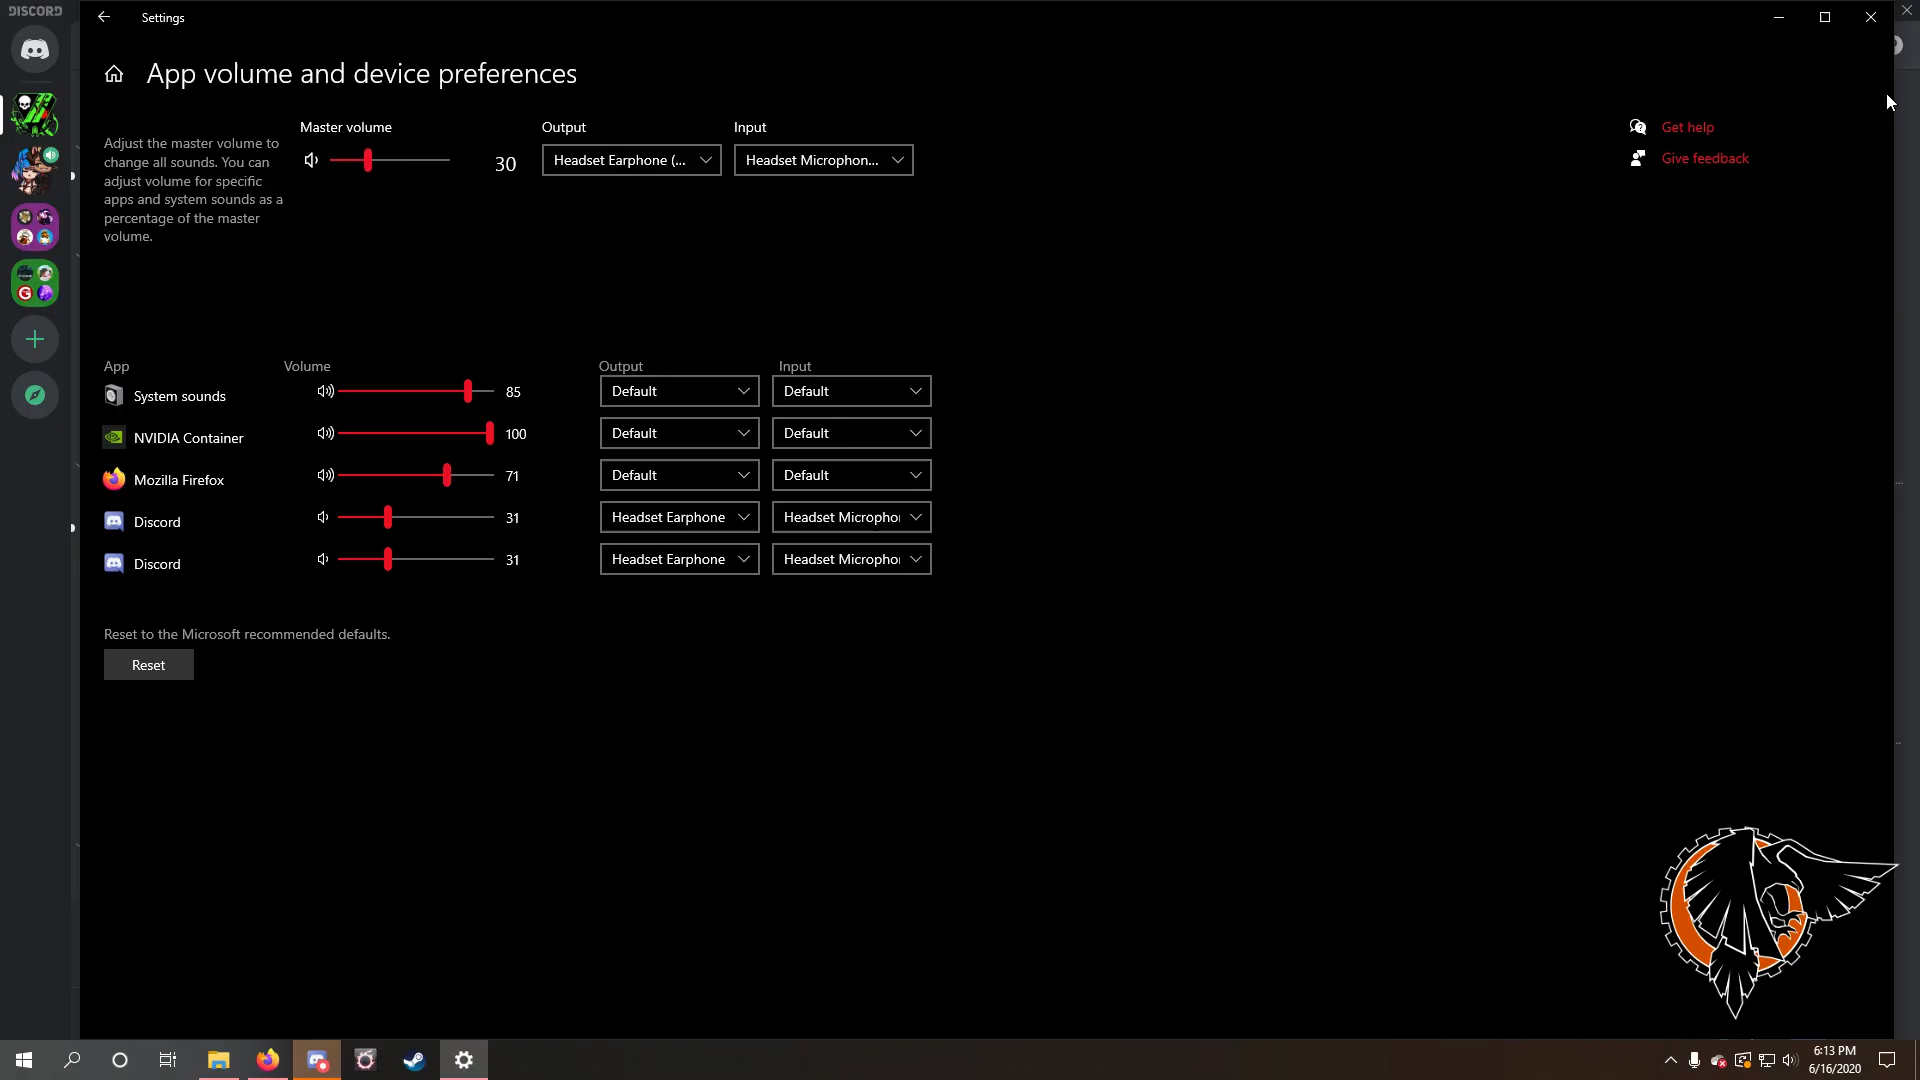 DISCORD
Settings
App volume and device preferences
Adjust the master volume to
change all sounds. You can
adjust volume for specific
apps and system sounds as a
percentage of the master
volume.
Master volume
30
Output
Headset Earphone (...
Input
Headset Microphon...
Get help
Give feedback
App Volume Output Input
System sounds 85 Default Default
NVIDIA Container 100 Default Default
Mozilla Firefox 71 Default Default
Discord 31 Headset Earphone Headset Micropho
Discord 31 Headset Earphone Headset Micropho
Reset to the Microsoft recommended defaults.
Reset
6:13 PM
6/16/2020